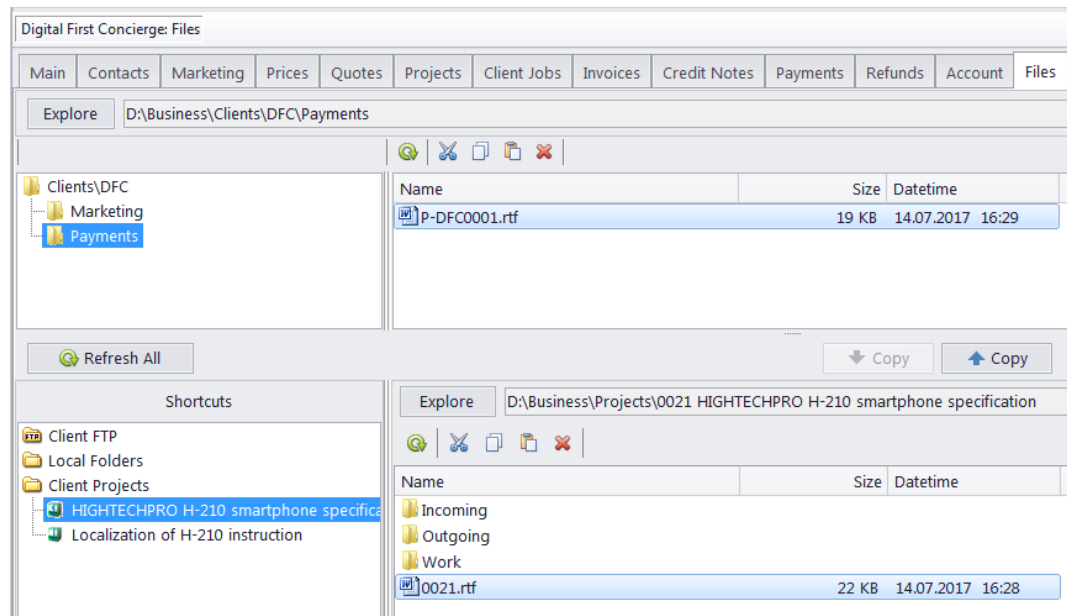 Digital First Concierge: Files
Main Contacts Marketing Prices Quotes Projects Client Jobs Invoices Credit Notes Payments Refunds Account Files
Explore D:\Business\Clients\DFC\Payments
Clients\DFC
Marketing
Payments
Name Size Datetime
P-DFC0001.rtf 19 KB 14.07.2017 16:29
Refresh All Copy Copy
Shortcuts
Client FTP
Local Folders
Client Projects
HIGHTECHPRO H-210 smartphone specifica
Localization of H-210 instruction
Explore D:\Business\Projects\0021 HIGHTECHPRO H-210 smartphone specification
Name Size Datetime
Incoming
Outgoing
Work
0021.rtf 22 KB 14.07.2017 16:28